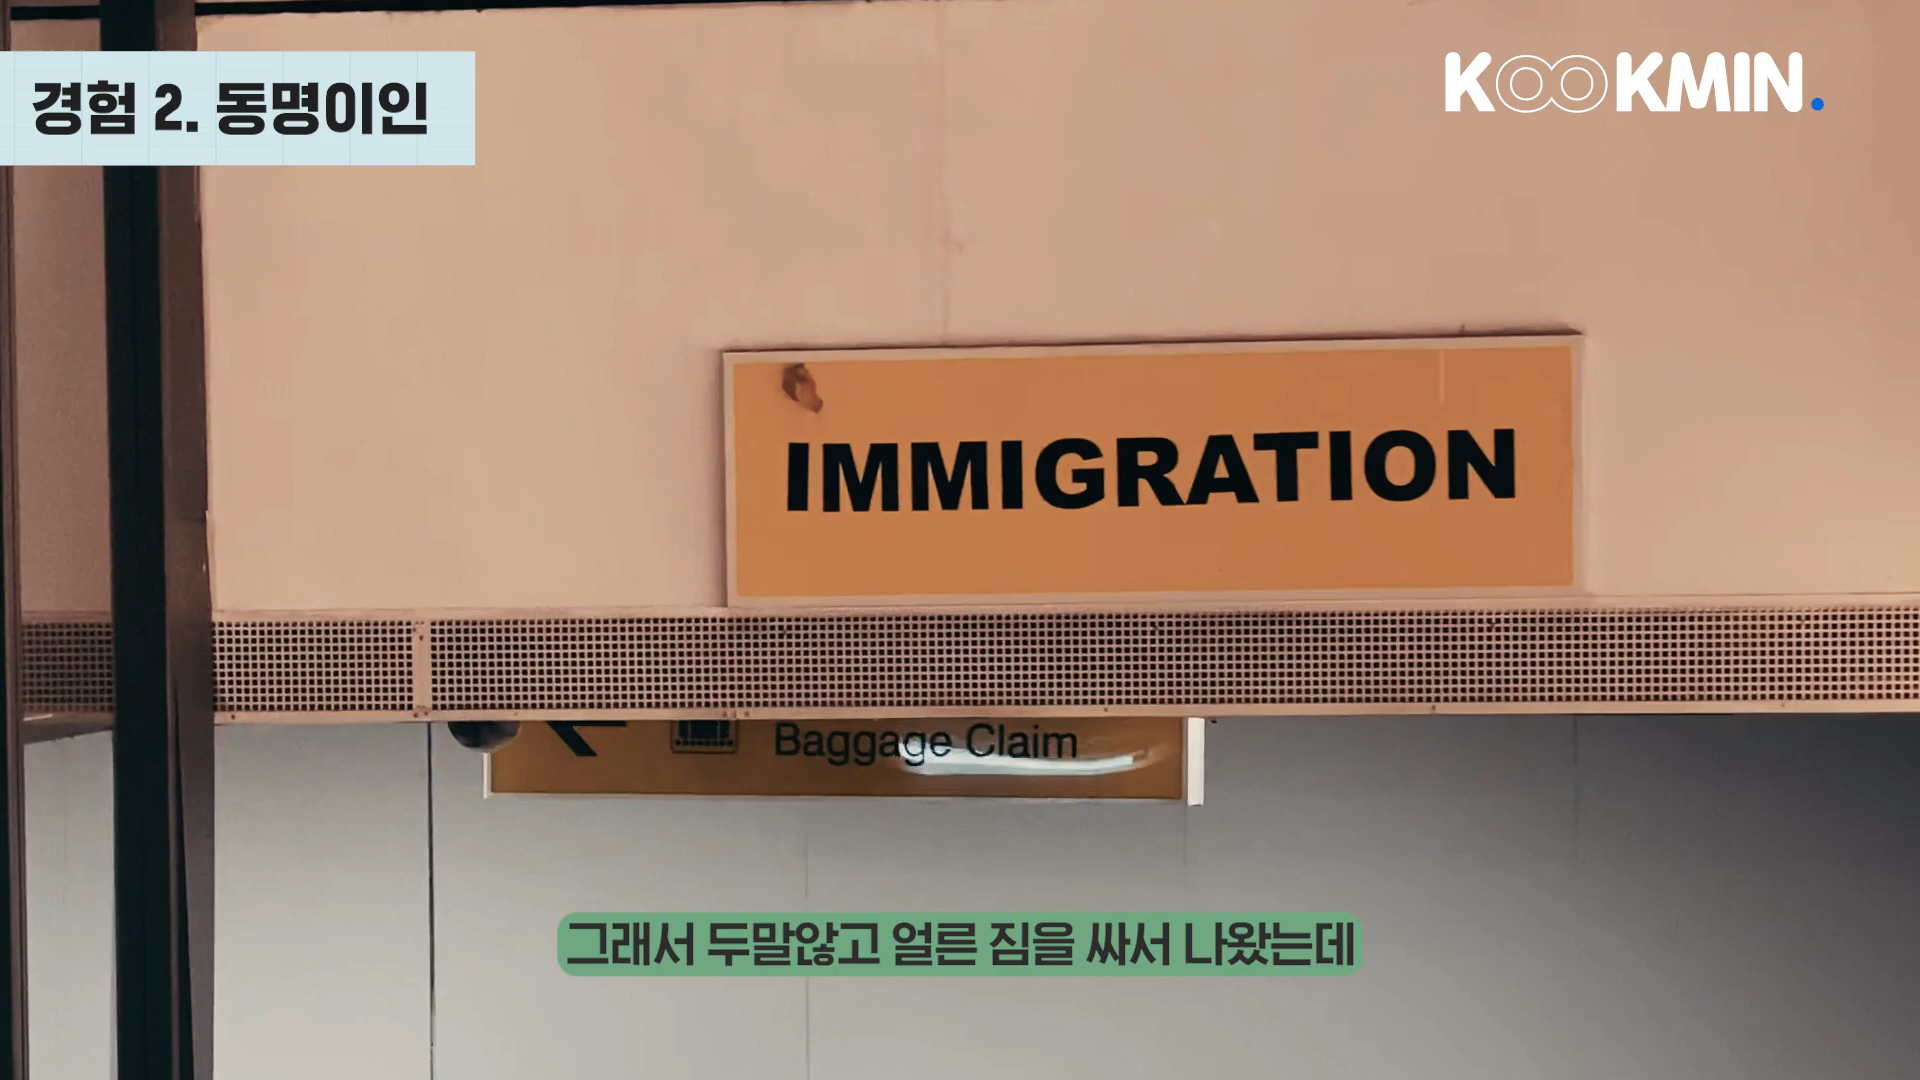 경험 2. 동명이인
KOOKMIN.
IMMIGRATION
Baggage Claim
그래서 두말않고 얼른 짐을 싸서 나왔는데